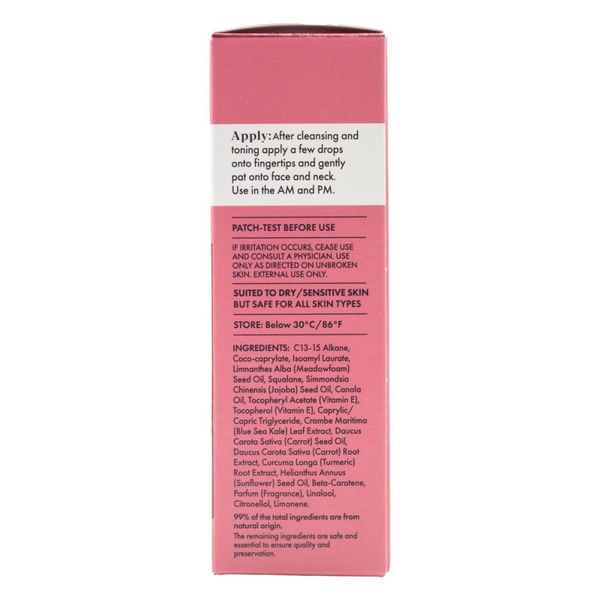 Apply: After cleansing and
toning apply a few drops
onto fingertips and gently
pat onto face and neck.
Use in the AM and PM.
PATCH-TEST BEFORE USE
IF IRRITATION OCCURS, CEASE USE
AND CONSULT A PHYSICIAN. USE
ONLY AS DIRECTED ON UNBROKEN
SKIN. EXTERNAL USE ONLY.
SUITED TO DRY/SENSITIVE SKIN
BUT SAFE FOR ALL SKIN TYPES
STORE: Below 30°C/86°F
INGREDIENTS: C13-15 Alkane,
Coco-caprylate, Isoamyl Laurate,
Limnanthes Alba (Meadowfoam)
Seed Oil, Squalane, Simmondsia
Chinensis (Jojoba) Seed Oil, Canola
Oil, Tocopheryl Acetate (Vitamin E),
Tocopherol (Vitamin E), Caprylic/
Capric Triglyceride, Crambe Maritima
(Blue Sea Kale) Leaf Extract, Daucus
Carota Sativa (Carrot) Seed Oil,
Daucus Carota Sativa (Carrot) Root
Extract, Curcuma Longa (Turmeric)
Root Extract, Helianthus Annuus
(Sunflower) Seed Oil, Beta-Carotene,
Parfum (Fragrance), Linalool,
Citronellol, Limonene.
99% of the total ingredients are from
natural origin.
The remaining ingredients are safe and
essential to ensure quality and
preservation.